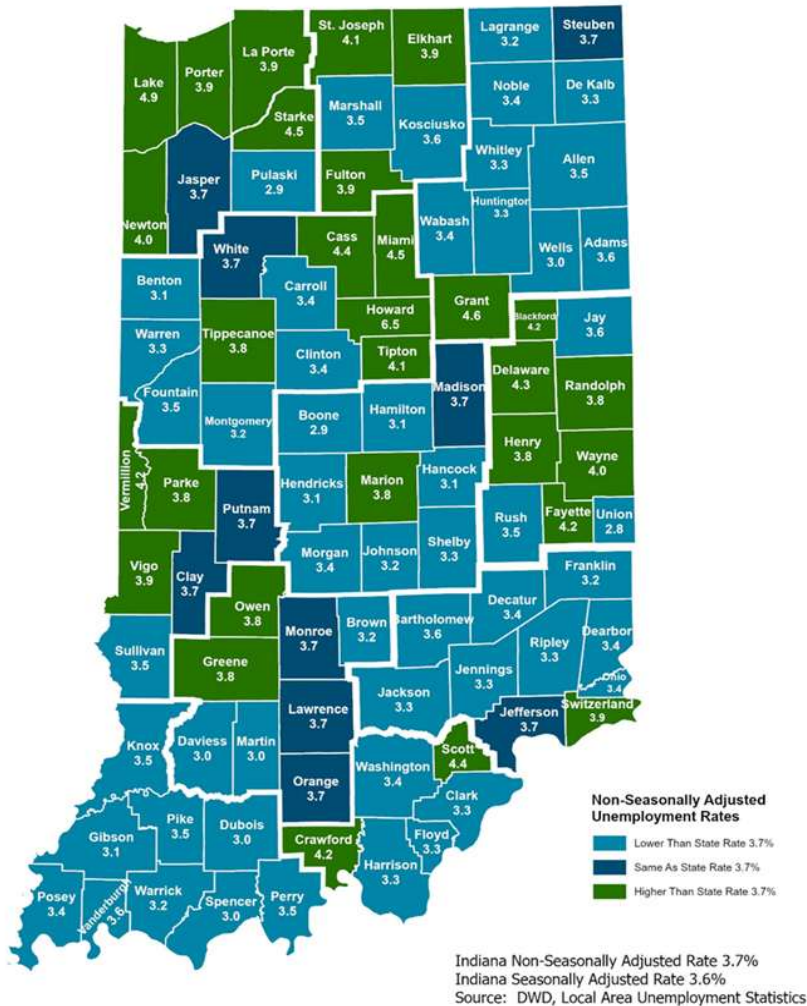 St. Joseph
4.1
Elkhart
3.9
Lagrange
3.2
Steuben
3.7
La Porte
3.9
Porter
3.9
Lake
4.9
Noble
3.4
De Kalb
3.3
Marshall
3.5
Kosciusko
3.6
Starke
4.5
Whitley
3.3
Allen
3.5
Jasper
3.7
Pulaski
2.9
Fulton
3.9
Newton
4.0
Wabash
3.4
Huntington
3.3
Wells
3.0
Adams
3.6
White
3.7
Cass
4.4
Miami
4.5
Benton
3.1
Carroll
3.4
Howard
6.5
Grant
4.6
Blackford
4.2
Jay
3.6
Warren
3.3
Tippecanoe
3.8
Clinton
3.4
Tipton
4.1
Madison
3.7
Delaware
4.3
Randolph
3.8
Fountain
3.5
Montgomery
3.2
Boone
2.9
Hamilton
3.1
Henry
3.8
Wayne
4.0
Vermillion
4.2
Parke
3.8
Putnam
3.7
Hendricks
3.1
Marion
3.8
Hancock
3.1
Rush
3.5
Fayette
4.2
Union
2.8
Vigo
3.9
Clay
3.7
Morgan
3.4
Johnson
3.2
Shelby
3.3
Franklin
3.2
Owen
3.8
Monroe
3.7
Brown
3.2
Bartholomew
3.6
Decatur
3.4
Ripley
3.3
Dearborn
3.4
Sullivan
3.5
Greene
3.8
Jennings
3.3
Ohio
3.4
Jackson
3.3
Lawrence
3.7
Jefferson
3.7
Switzerland
3.9
Knox
3.5
Daviess
3.0
Martin
3.0
Orange
3.7
Washington
3.4
Scott
4.4
Clark
3.3
Gibson
3.1
Pike
3.5
Dubois
3.0
Crawford
4.2
Floyd
3.3
Harrison
3.3
Posey
3.4
Vanderburgh
3.6
Warrick
3.2
Spencer
3.0
Perry
3.5
Non-Seasonally Adjusted
Unemployment Rates
Lower Than State Rate 3.7%
Same As State Rate 3.7%
Higher Than State Rate 3.7%
Indiana Non-Seasonally Adjusted Rate 3.7%
Indiana Seasonally Adjusted Rate 3.6%
Source: DWD, Local Area Unemployment Statistics